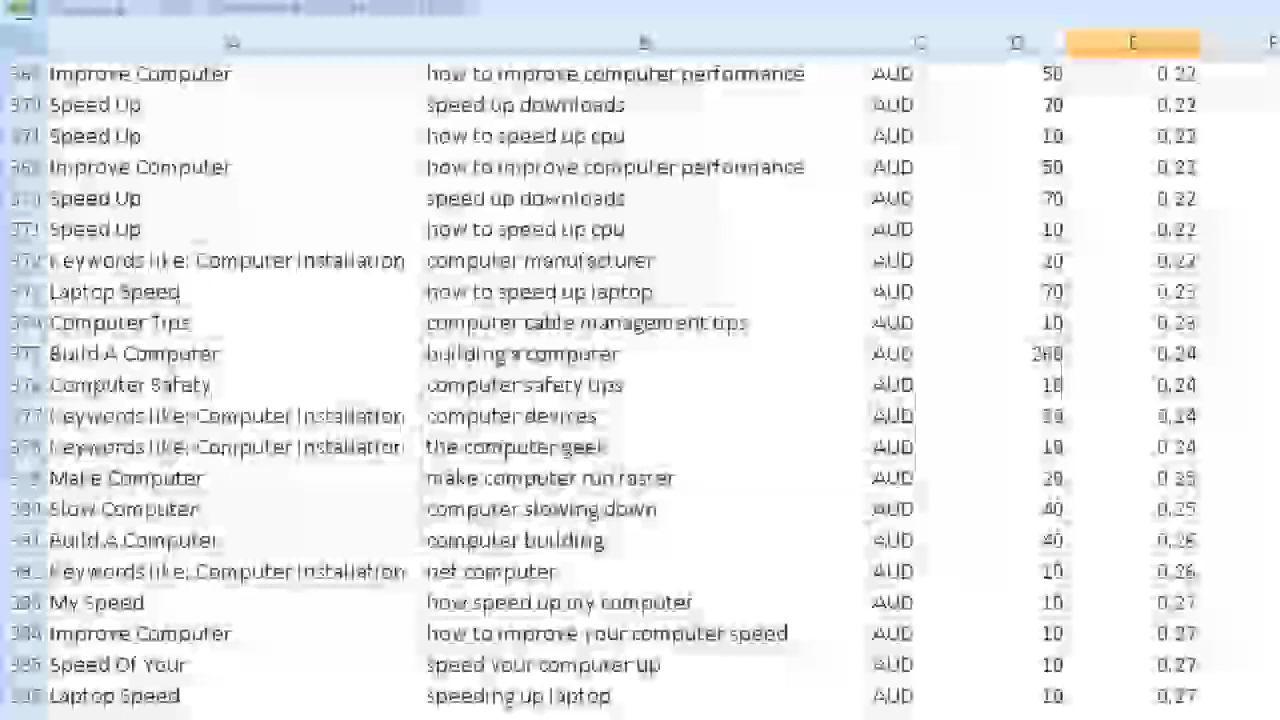 A B C D E F
Improve Computer how to improve computer performance AUD 50 0.22
370 Speed Up speed up downloads AUD 70 0.22
371 Speed Up how to speed up cpu AUD 10 0.22
Improve Computer how to improve computer performance AUD 50 0.22
Speed Up speed up downloads AUD 70 0.22
Speed Up how to speed up cpu AUD 10 0.22
Keywords like: Computer Installation computer manufacturer AUD 20 0.22
Laptop Speed how to speed up laptop AUD 70 0.23
Computer Tips computer cable management tips AUD 10 0.23
Build A Computer building a computer AUD 260 0.24
Computer Safety computer safety tips AUD 10 0.24
Keywords like: Computer Installation computer devices AUD 0.24
Keywords like: Computer Installation the computer geek AUD 10 0.24
Make Computer make computer run faster AUD 20 0.25
380 Slow Computer computer slowing down AUD 40 0.25
381 Build A Computer computer building AUD 40 0.26
Keywords like: Computer Installation net computer AUD 10 0.26
My Speed how speed up my computer AUD 10 0.27
384 Improve Computer how to improve your computer speed AUD 10 0.27
385 Speed Of Your speed your computer up AUD 10 0.27
Laptop Speed speeding up laptop AUD 10 0.27